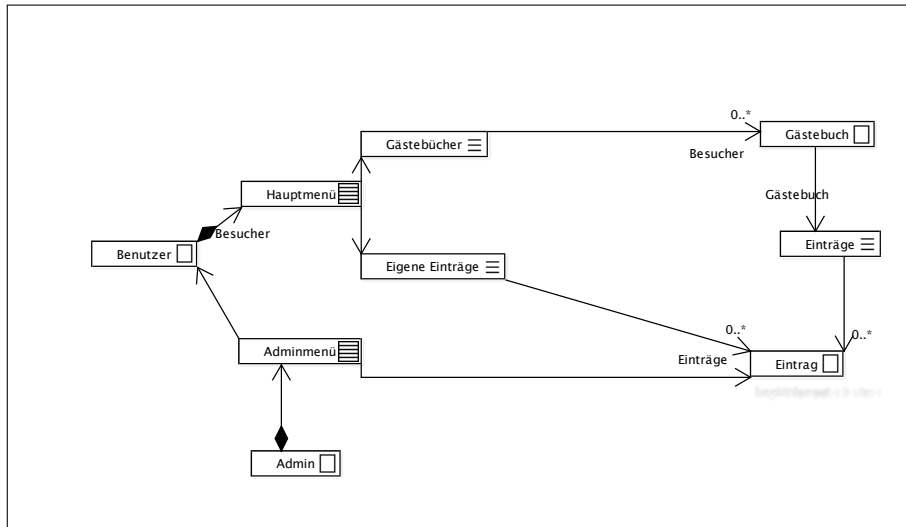 0..*
Gästebücher
Gästebuch
Besucher
Hauptmenü
Gästebuch
Besucher
Einträge
Benutzer
Eigene Einträge
0..*
0..*
Adminmenü
Einträge
Eintrag
Admin